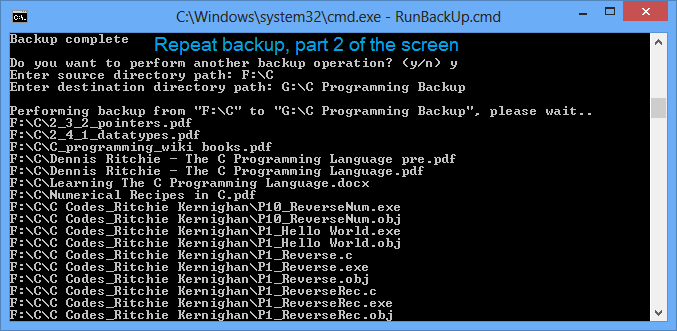 C:\Windows\system32\cmd.exe - RunBackUp.cmd
Backup complete
Repeat backup, part 2 of the screen
Do you want to perform another backup operation? (y/n) y
Enter source directory path: F:\C
Enter destination directory path: G:\C Programming Backup
Performing backup from "F:\C" to "G:\C Programming Backup", please wait..
F:\C\2_3_2_pointers.pdf
F:\C\2_4_1_datatypes.pdf
F:\C\C_programming_wiki books.pdf
F:\C\Dennis Ritchie - The C Programming Language pre.pdf
F:\C\Dennis Ritchie - The C Programming Language.pdf
F:\C\Learning The C Programming Language.docx
F:\C\Numerical Recipes in C.pdf
F:\C\C Codes_Ritchie Kernighan\P10_ReverseNum.exe
F:\C\C Codes_Ritchie Kernighan\P10_ReverseNum.obj
F:\C\C Codes_Ritchie Kernighan\P1_Hello World.exe
F:\C\C Codes_Ritchie Kernighan\P1_Hello World.obj
F:\C\C Codes_Ritchie Kernighan\P1_Reverse.c
F:\C\C Codes_Ritchie Kernighan\P1_Reverse.exe
F:\C\C Codes_Ritchie Kernighan\P1_Reverse.obj
F:\C\C Codes_Ritchie Kernighan\P1_ReverseRec.c
F:\C\C Codes_Ritchie Kernighan\P1_ReverseRec.exe
F:\C\C Codes_Ritchie Kernighan\P1_ReverseRec.obj